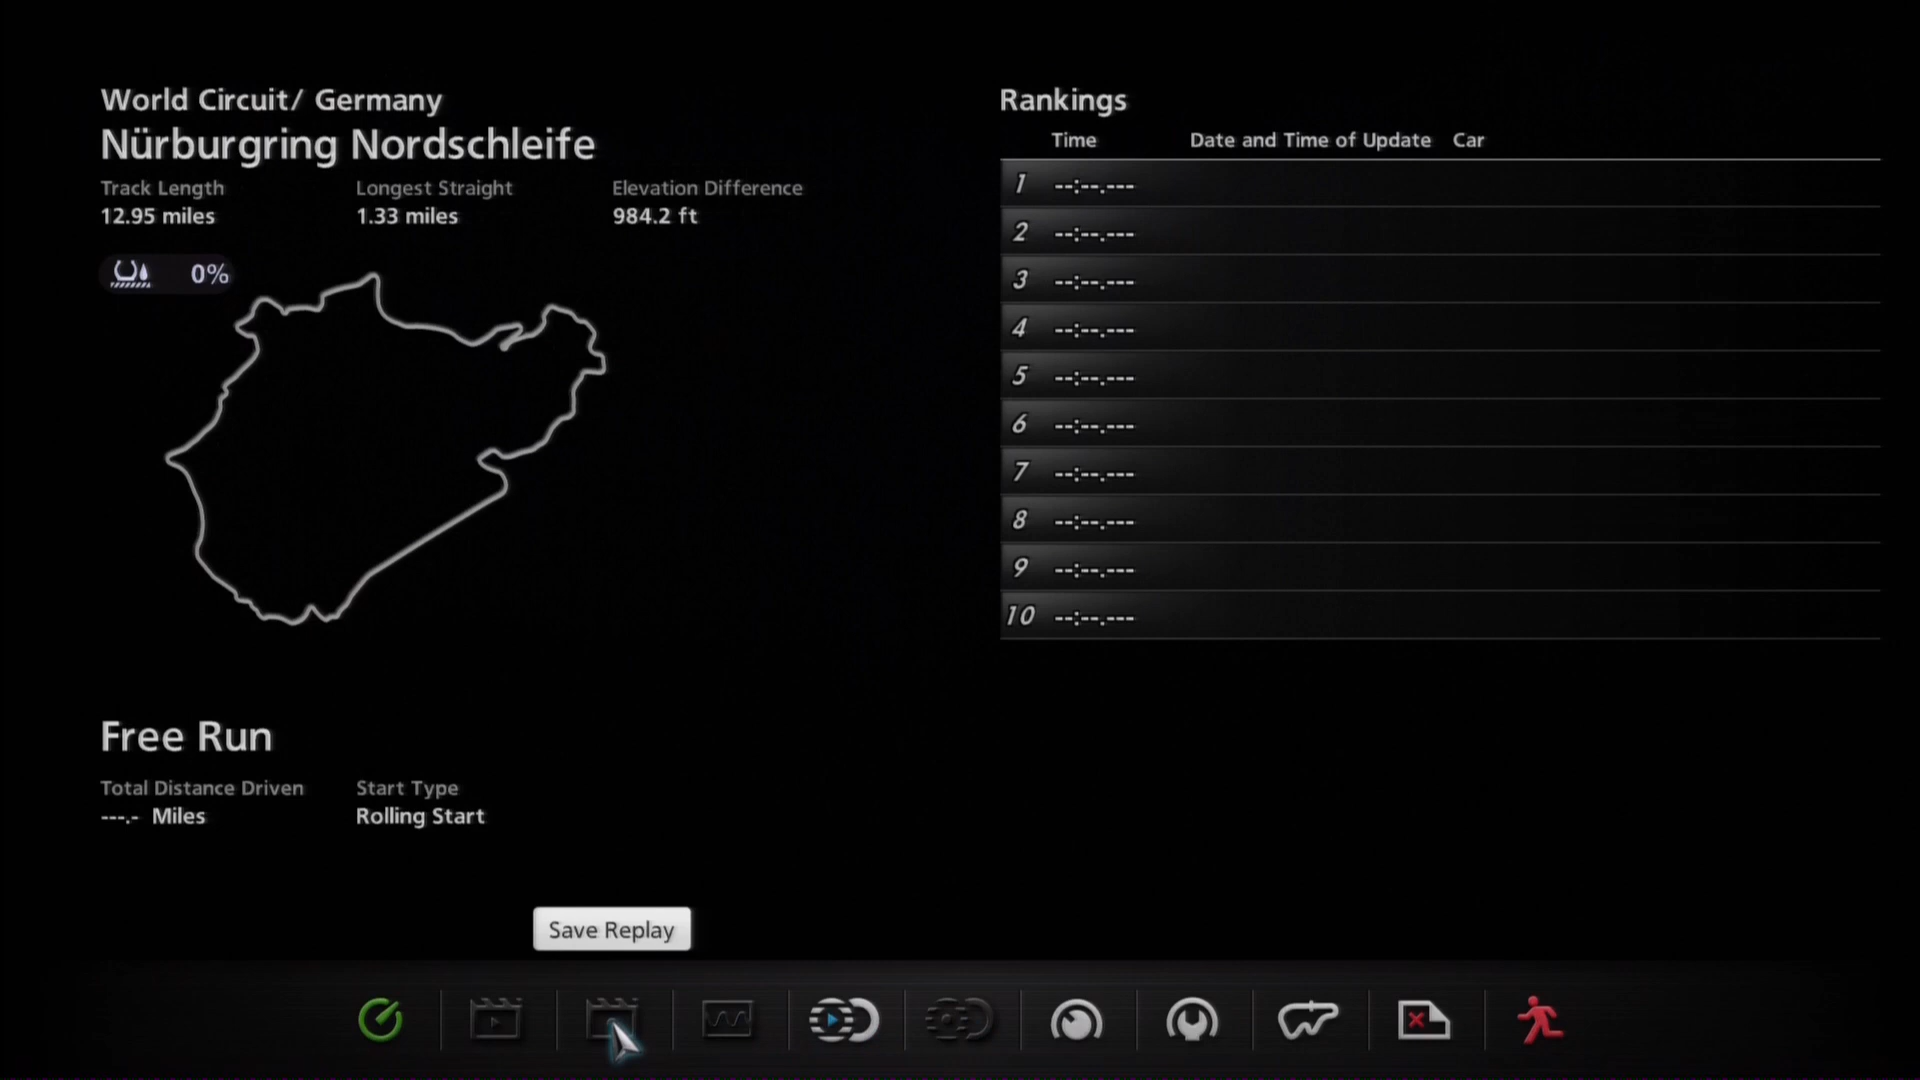 World Circuit/ Germany
Nürburgring Nordschleife
Track Length Longest Straight Elevation Difference
12.95 miles 1.33 miles 984.2 ft
0%
Rankings
Time Date and Time of Update Car
1 --:--.---
2 --:--.---
3 --:--.---
4 --:--.---
5 --:--.---
6 --:--.---
7 --:--.---
8 --:--.---
9 --:--.---
10 --:--.---
Free Run
Total Distance Driven Start Type
---.- Miles Rolling Start
Save Replay